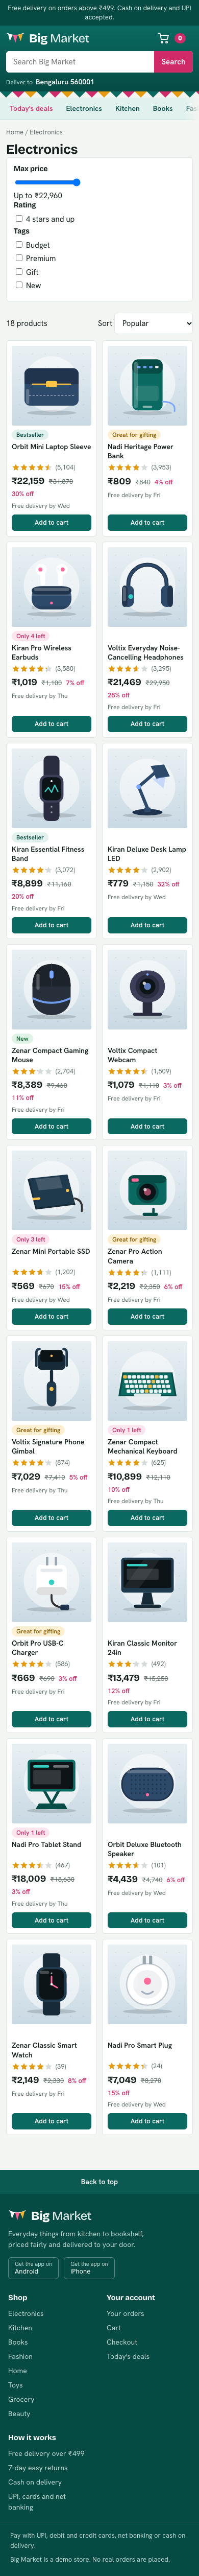 Free delivery on orders above ₹499. Cash on delivery and UPI
accepted.
Big Market
0
Search Big Market
Search
Deliver to Bengaluru 560001
Today's deals Electronics Kitchen Books Fas
Home / Electronics
Electronics
Max price
Up to ₹22,960
Rating
4 stars and up
Tags
Budget
Premium
Gift
New
18 products
Sort Popular
Bestseller
Orbit Mini Laptop Sleeve
(5,104)
₹22,159 ₹31,870
30% off
Free delivery by Wed
Add to cart
Great for gifting
Nadi Heritage Power
Bank
(3,953)
₹809 ₹840 4% off
Free delivery by Fri
Add to cart
Only 4 left
Kiran Pro Wireless
Earbuds
(3,580)
₹1,019 ₹1,100 7% off
Free delivery by Thu
Add to cart
Voltix Everyday Noise-
Cancelling Headphones
(3,295)
₹21,469 ₹29,950
28% off
Free delivery by Fri
Add to cart
Bestseller
Kiran Essential Fitness
Band
(3,072)
₹8,899 ₹11,160
20% off
Free delivery by Fri
Add to cart
Kiran Deluxe Desk Lamp
LED
(2,902)
₹779 ₹1,150 32% off
Free delivery by Wed
Add to cart
New
Zenar Compact Gaming
Mouse
(2,704)
₹8,389 ₹9,460
11% off
Free delivery by Fri
Add to cart
Voltix Compact
Webcam
(1,509)
₹1,079 ₹1,110 3% off
Free delivery by Fri
Add to cart
Only 3 left
Zenar Mini Portable SSD
(1,202)
₹569 ₹670 15% off
Free delivery by Wed
Add to cart
Great for gifting
Zenar Pro Action
Camera
(1,111)
₹2,219 ₹2,350 6% off
Free delivery by Fri
Add to cart
Great for gifting
Voltix Signature Phone
Gimbal
(874)
₹7,029 ₹7,410 5% off
Free delivery by Thu
Add to cart
Only 1 left
Zenar Compact
Mechanical Keyboard
(625)
₹10,899 ₹12,110
10% off
Free delivery by Thu
Add to cart
Great for gifting
Orbit Pro USB-C
Charger
(586)
₹669 ₹690 3% off
Free delivery by Fri
Add to cart
Kiran Classic Monitor
24in
(492)
₹13,479 ₹15,250
12% off
Free delivery by Fri
Add to cart
Only 1 left
Nadi Pro Tablet Stand
(467)
₹18,009 ₹18,630
3% off
Free delivery by Thu
Add to cart
Orbit Deluxe Bluetooth
Speaker
(101)
₹4,439 ₹4,740 6% off
Free delivery by Wed
Add to cart
Zenar Classic Smart
Watch
(39)
₹2,149 ₹2,330 8% off
Free delivery by Fri
Add to cart
Nadi Pro Smart Plug
(24)
₹7,049 ₹8,270
15% off
Free delivery by Wed
Add to cart
Back to top
Big Market
Everything from kitchen to bookshelf,
priced fairly and delivered to your door.
Get the app on
Android
Get the app on
iPhone
Shop
Electronics
Kitchen
Books
Fashion
Home
Toys
Grocery
Beauty
Your account
Your orders
Cart
Checkout
Today's deals
How it works
Free delivery over ₹499
7-day easy returns
Cash on delivery
UPI, cards and net
banking
Pay with UPI, debit and credit cards, net banking or cash on
delivery.
Big Market is a demo store. No real orders are placed.